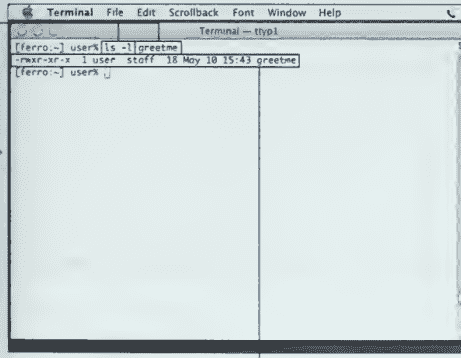 Terminal File Edit Scrollback Font Window Help
Terminal — ttyp1
[ferro:~] user% ls -l greetme
-rwxr-xr-x 1 user staff 18 May 10 15:43 greetme
[ferro:~] user%